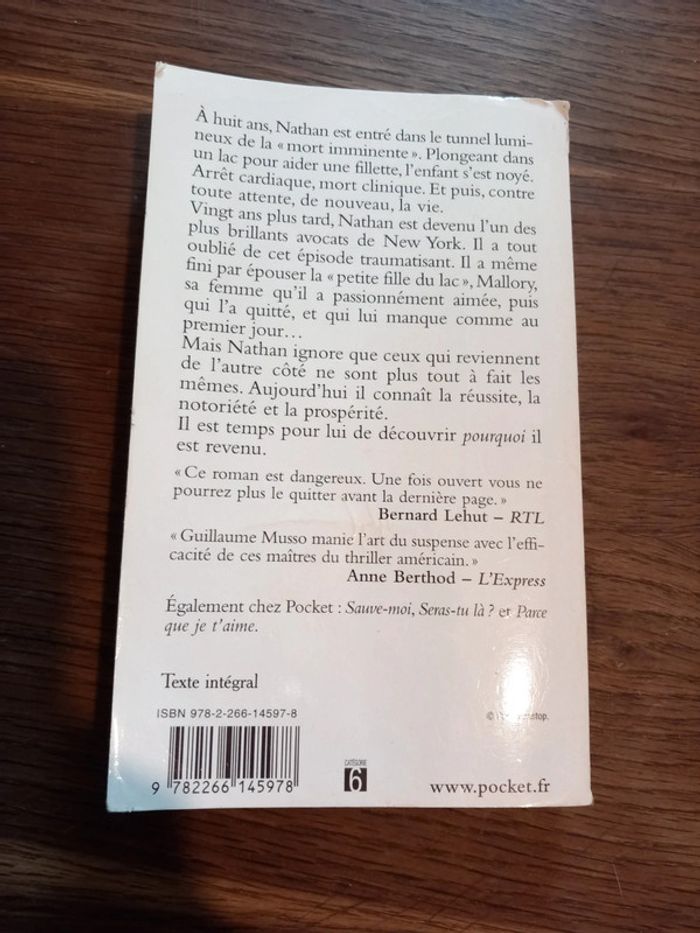 À huit ans, Nathan est entré dans le tunnel lumi-
neux de la « mort imminente ». Plongeant dans
un lac pour aider une fillette, l'enfant s'est noyé.
Arrêt cardiaque, mort clinique. Et puis, contre
toute attente, de nouveau, la vie.
Vingt ans plus tard, Nathan est devenu l'un des
plus brillants avocats de New York. Il a tout
oublié de cet épisode traumatisant. Il a même
fini par épouser la « petite fille du lac », Mallory,
sa femme qu'il a passionnément aimée, puis
qui l'a quitté, et qui lui manque comme au
premier jour…
Mais Nathan ignore que ceux qui reviennent
de l'autre côté ne sont plus tout à fait les
mêmes. Aujourd'hui il connaît la réussite, la
notoriété et la prospérité.
Il est temps pour lui de découvrir pourquoi il
est revenu.
« Ce roman est dangereux. Une fois ouvert vous ne
pourrez plus le quitter avant la dernière page. »
Bernard Lehut – RTL
« Guillaume Musso manie l'art du suspense avec l'effi-
cacité de ces maîtres du thriller américain. »
Anne Berthod – L'Express
Également chez Pocket : Sauve-moi, Seras-tu là ? et Parce
que je t'aime.
Texte intégral
ISBN 978-2-266-14597-8
©
9 782266 145978
CATÉGORIE
6
www.pocket.fr